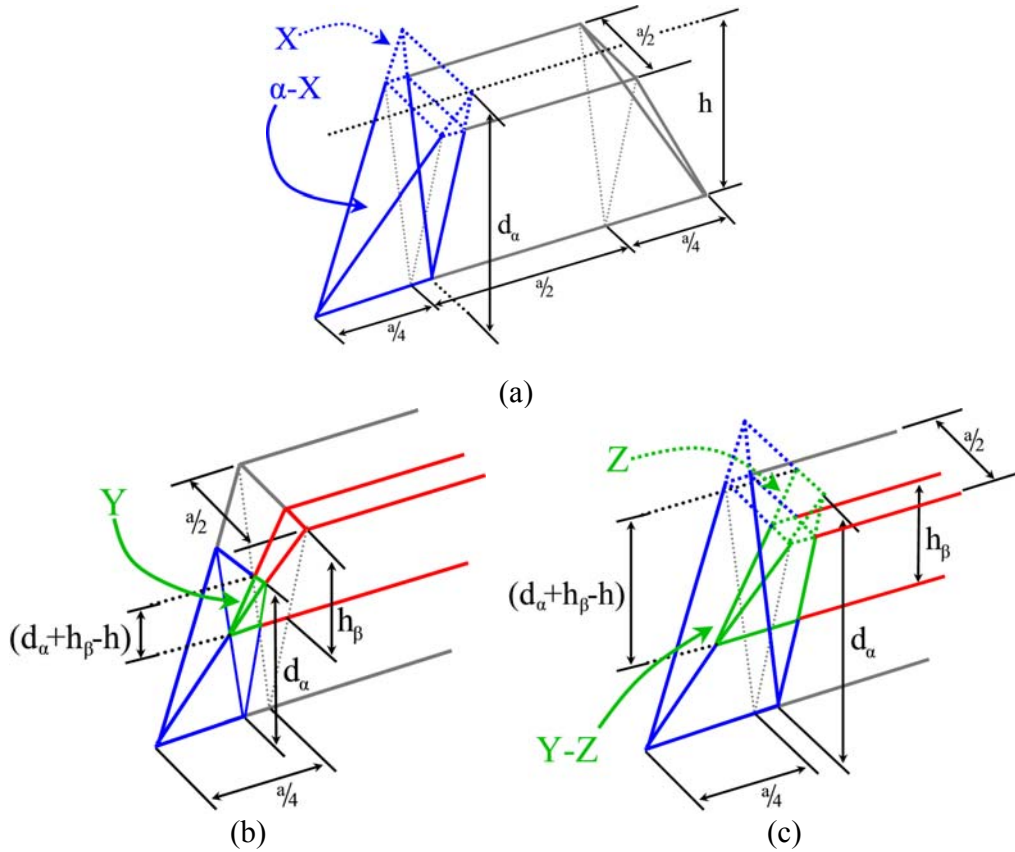 X
a/2
α-X
h
dα
a/4
a/2
a/4
(a)
Y
a/2
(dα+hβ-h)
hβ
dα
a/4
(b)
Z
a/2
hβ
(dα+hβ-h)
dα
Y-Z
a/4
(c)